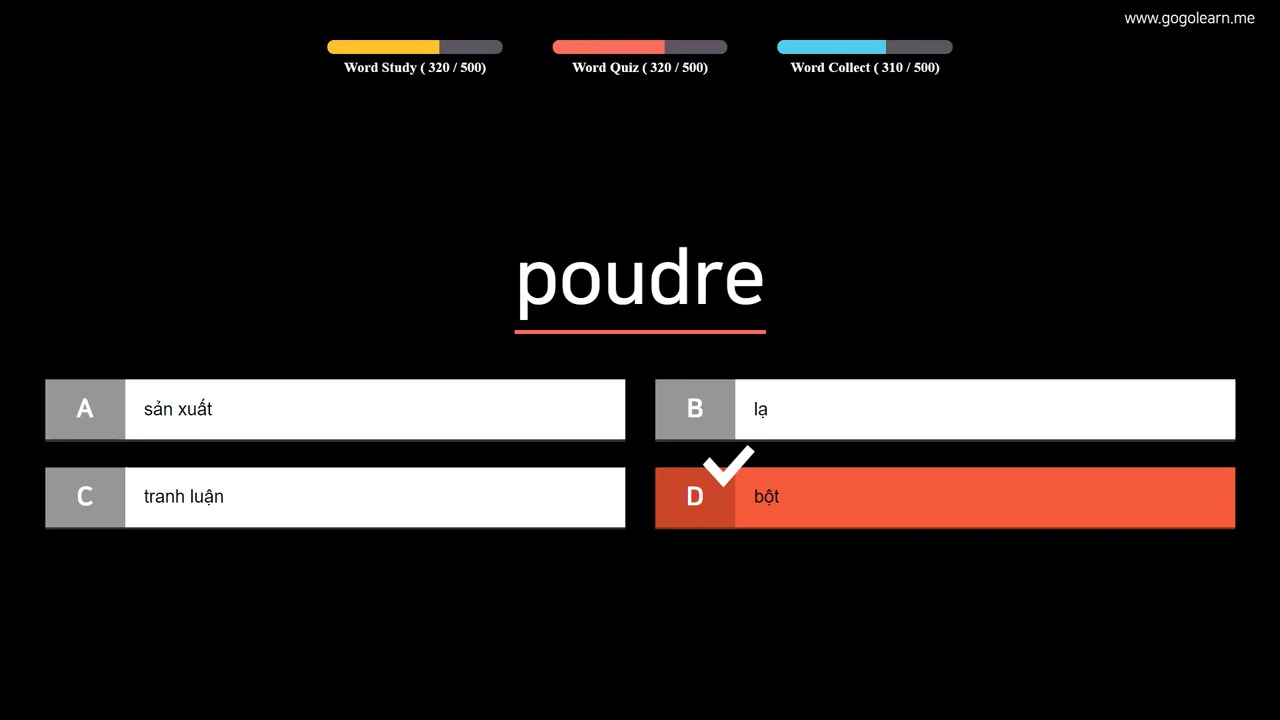 www.gogolearn.me
Word Study ( 320 / 500)
Word Quiz ( 320 / 500)
Word Collect ( 310 / 500)
poudre
A sản xuất
B lạ
C tranh luận
D bột